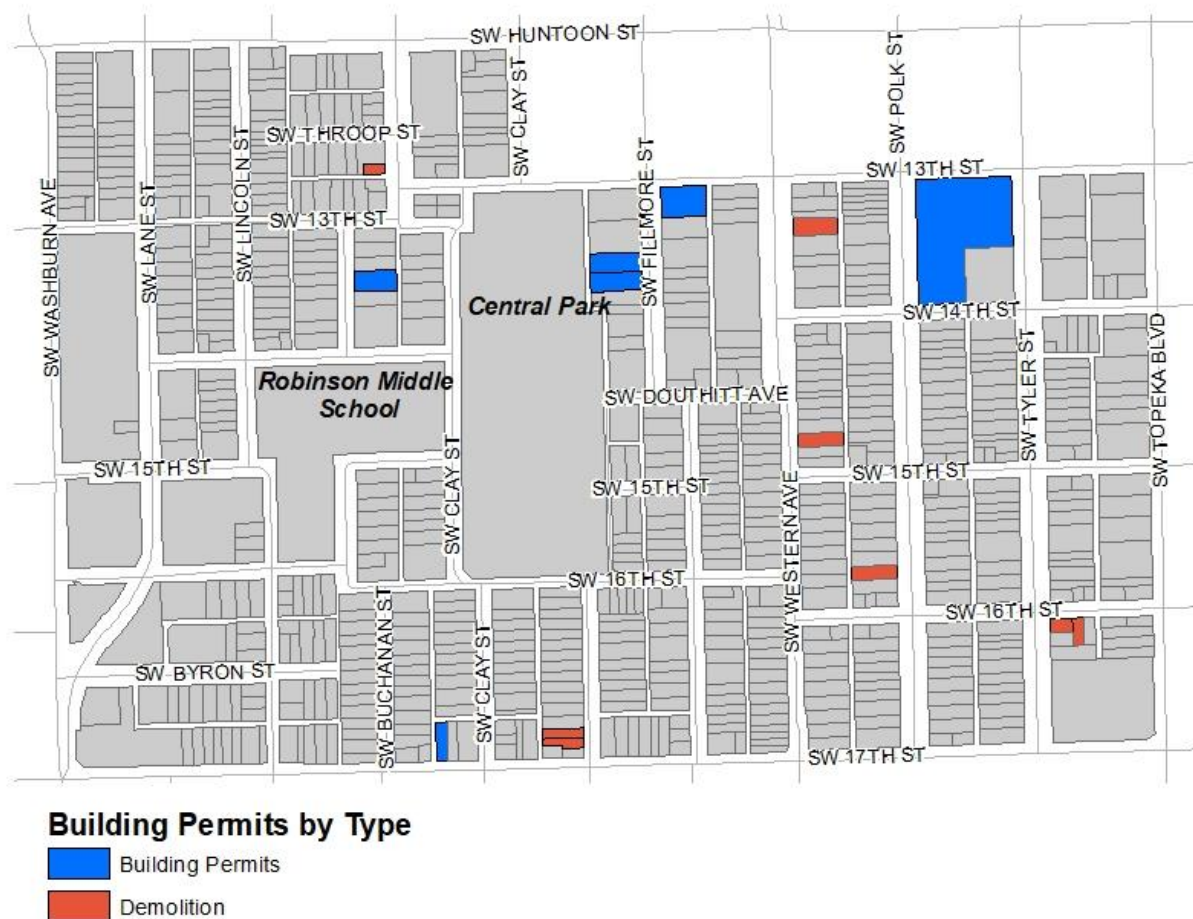 SW HUNTOON ST
SW POLK ST
SW CLAY ST
SW THROOP ST
SW LINCOLN ST
SW 13TH ST
SW FILLMORE ST
SW WASHBURN AVE
SW LANE ST
SW 13TH ST
Central Park
SW 14TH ST
SW TYLER ST
SW TOPEKA BLVD
Robinson Middle
School
SW DOUTHITT AVE
SW 15TH ST
SW CLAY ST
SW 15TH ST
SW 15TH ST
SW WESTERN AVE
SW 16TH ST
SW 16TH ST
SW BUCHANAN ST
SW CLAY ST
SW BYRON ST
SW 17TH ST
Building Permits by Type
Building Permits
Demolition